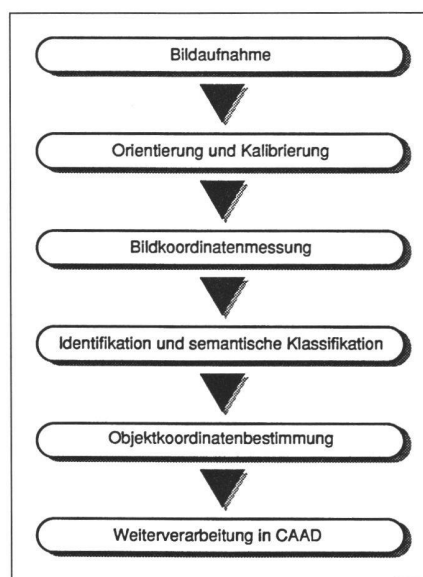 Bildaufnahme
Orientierung und Kalibrierung
Bildkoordinatenmessung
Identifikation und semantische Klassifikation
Objektkoordinatenbestimmung
Weiterverarbeitung in CAAD